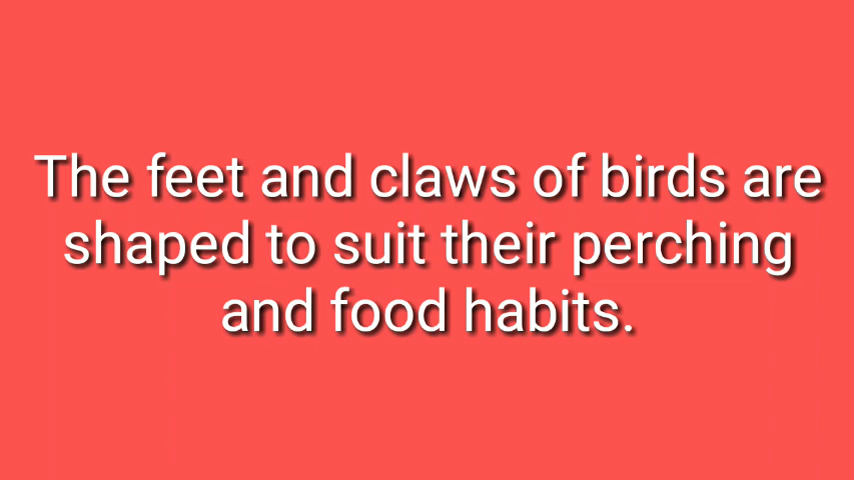 The feet and claws of birds are
shaped to suit their perching
and food habits.